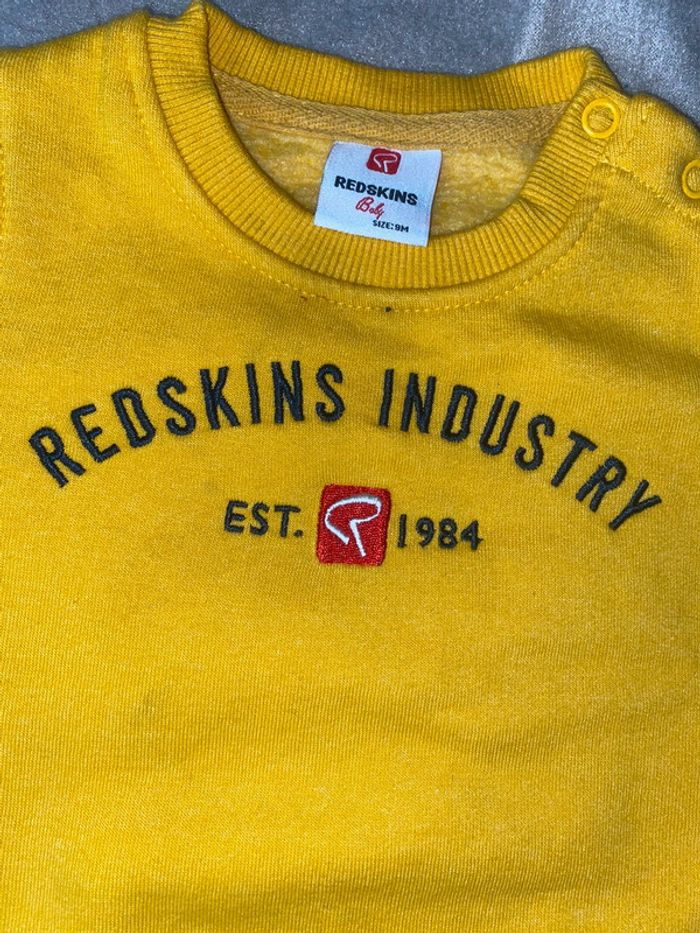 REDSKINS
Baby
SIZE: 9M
REDSKINS INDUSTRY
EST. 1984